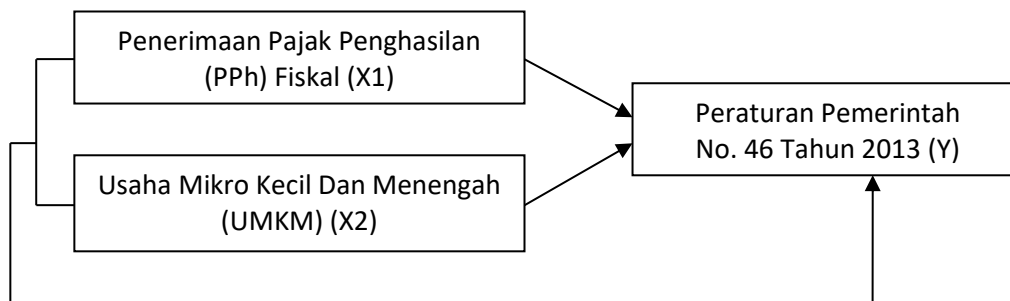 Penerimaan Pajak Penghasilan
(PPh) Fiskal (X1)
Peraturan Pemerintah
No. 46 Tahun 2013 (Y)
Usaha Mikro Kecil Dan Menengah
(UMKM) (X2)